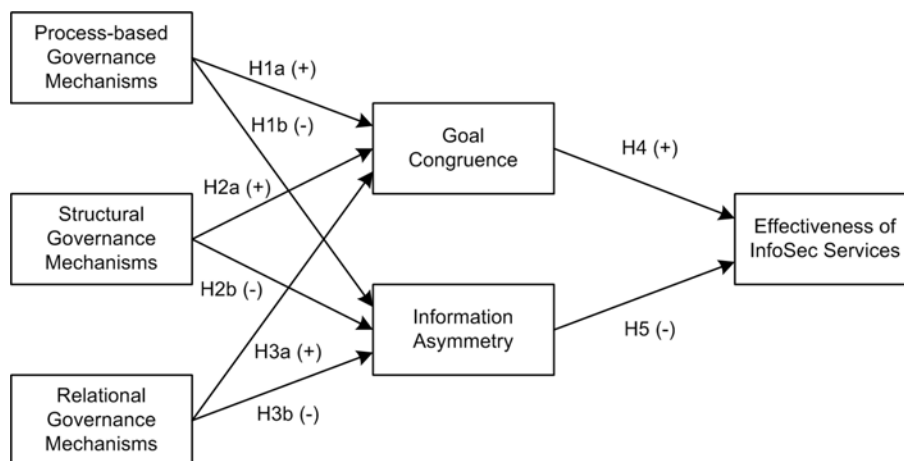 Process-based
Governance
Mechanisms
H1a (+)
H1b (-)
Goal
Congruence
H4 (+)
H2a (+)
Structural
Governance
Mechanisms
Effectiveness of
InfoSec Services
H2b (-)
Information
Asymmetry
H5 (-)
H3a (+)
Relational
Governance
Mechanisms
H3b (-)